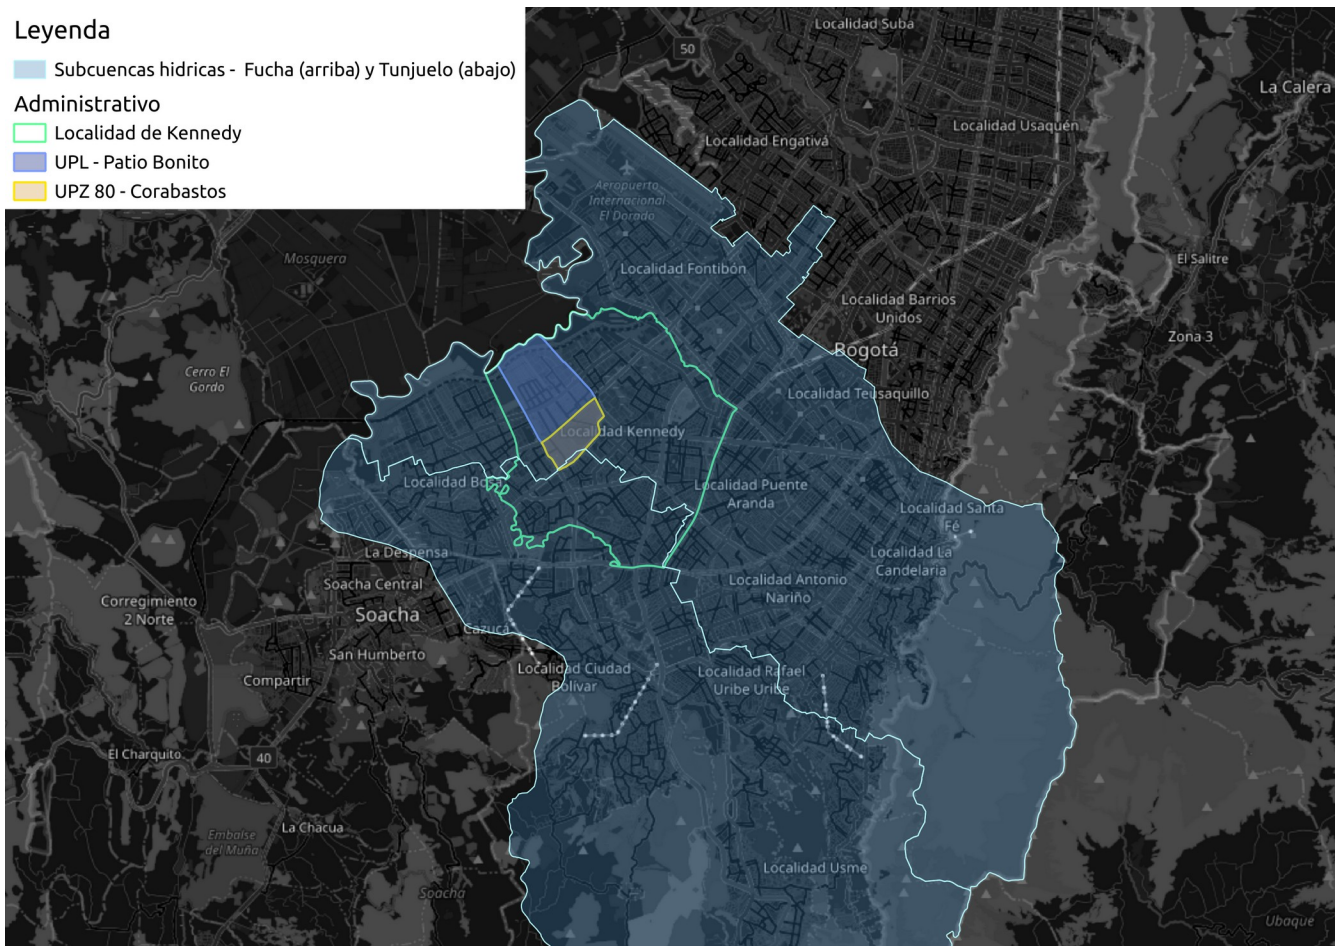 Leyenda
Subcuencas hidricas - Fucha (arriba) y Tunjuelo (abajo)
Administrativo
Localidad de Kennedy
UPL - Patio Bonito
UPZ 80 - Corabastos
Localidad Suba
50
La Calera
Localidad Usaquén
Localidad Engativá
Aeropuerto
Internacional
El Dorado
Mosquera
El Salitre
Localidad Fontibón
Localidad Barrios
Unidos
Zona 3
Bogotá
Cerro El
Gordo
Localidad Teusaquillo
Localidad Kennedy
Localidad Bosa
Localidad Puente
Aranda
Localidad Santa
Fé
La Despensa
Localidad La
Candelaria
Soacha Central
Localidad Antonio
Nariño
Corregimiento
2 Norte
Soacha
Cazucá
San Humberto
Localidad Ciudad
Bolívar
Localidad Rafael
Uribe Uribe
Compartir
El Charquito
40
La Chacua
Embalse
del Muña
Localidad Usme
Soacha
Ubaque